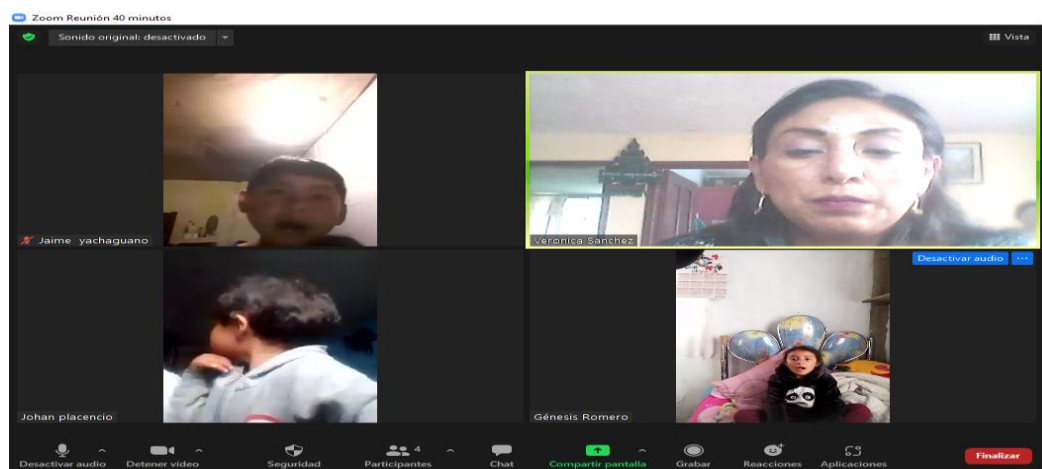 Zoom Reunión 40 minutos
Sonido original: desactivado
Vista
Jaime yachaguano
Veronica Sanchez
Desactivar audio
Johan placencio
Génesis Romero
4
Desactivar audio
Detener video
Seguridad
Participantes
Chat
Compartir pantalla
Grabar
Reacciones
Aplicaciones
Finalizar